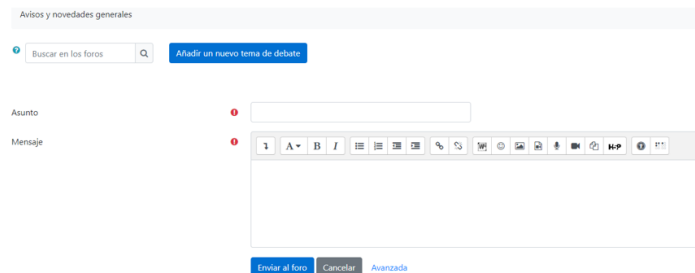 Avisos y novedades generales
Buscar en los foros
Añadir un nuevo tema de debate
Asunto
Mensaje
A B I
H-P
Enviar al foro Cancelar Avanzada